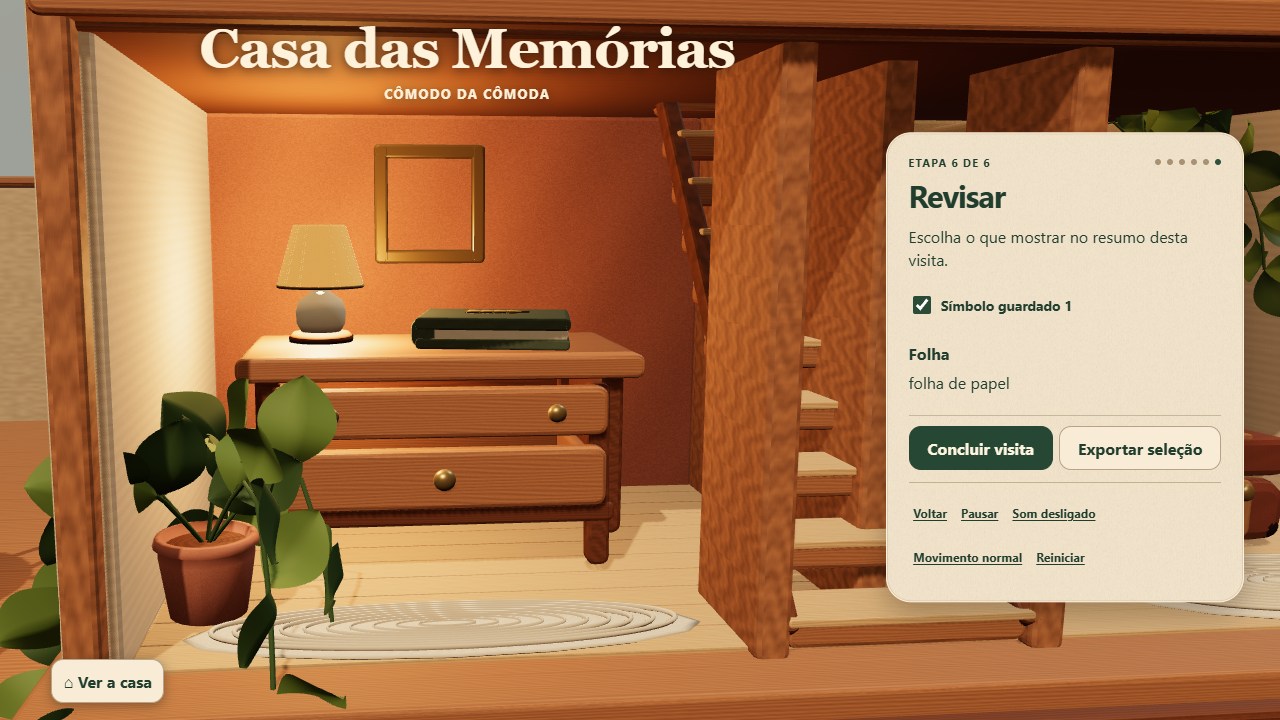 Casa das Memórias
CÔMODO DA CÔMODA
ETAPA 6 DE 6
Revisar
Escolha o que mostrar no resumo desta
visita.
Símbolo guardado 1
Folha
folha de papel
Concluir visita
Exportar seleção
Voltar
Pausar
Som desligado
Movimento normal
Reiniciar
Ver a casa